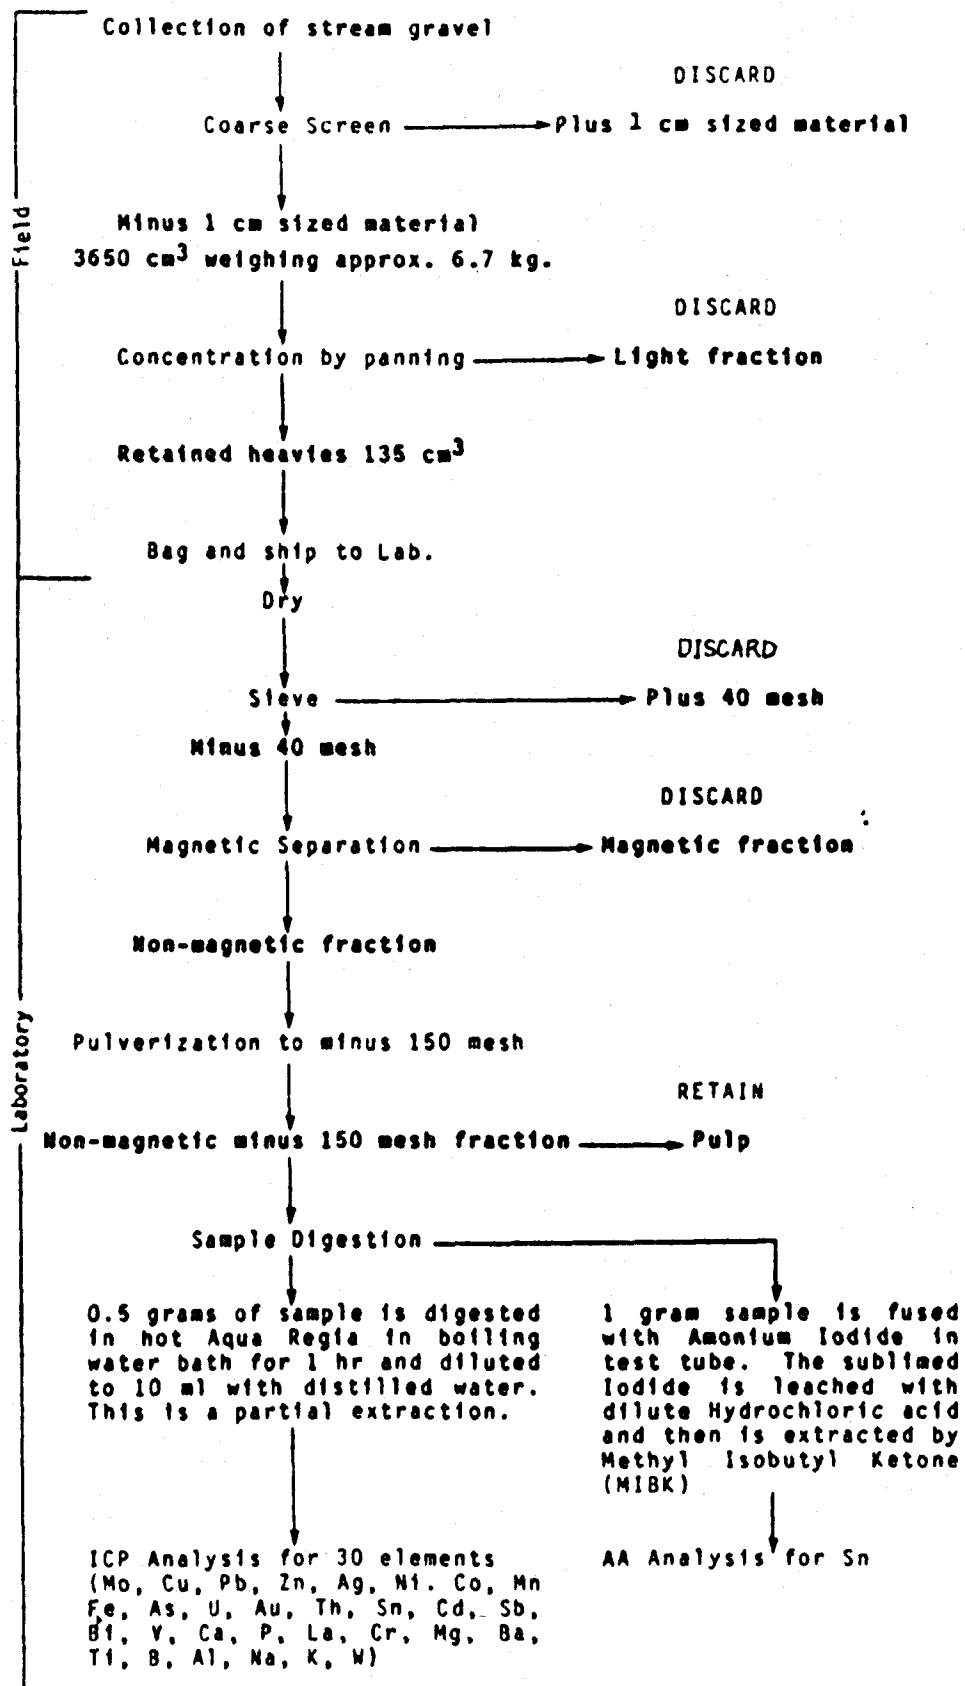 Collection of stream gravel
DISCARD
Coarse Screen
Plus 1 cm sized material
Minus 1 cm sized material
3650 cm³ weighing approx. 6.7 kg.
Field
DISCARD
Concentration by panning
Light fraction
Retained heavies 135 cm³
Bag and ship to Lab.
Dry
DISCARD
Sieve
Plus 40 mesh
Minus 40 mesh
DISCARD
Magnetic Separation
Magnetic fraction
Non-magnetic fraction
Pulverization to minus 150 mesh
Laboratory
RETAIN
Non-magnetic minus 150 mesh fraction
Pulp
Sample Digestion
0.5 grams of sample is digested
in hot Aqua Regia in boiling
water bath for 1 hr and diluted
to 10 ml with distilled water.
This is a partial extraction.
1 gram sample is fused
with Amonium Iodide in
test tube. The sublimed
Iodide is leached with
dilute Hydrochloric acid
and then is extracted by
Methyl Isobutyl Ketone
(MIBK)
ICP Analysis for 30 elements
(Mo, Cu, Pb, Zn, Ag, Ni. Co, Mn
Fe, As, U, Au, Th, Sn, Cd, Sb,
Bi, V, Ca, P, La, Cr, Mg, Ba,
Ti, B, Al, Na, K, W)
AA Analysis for Sn